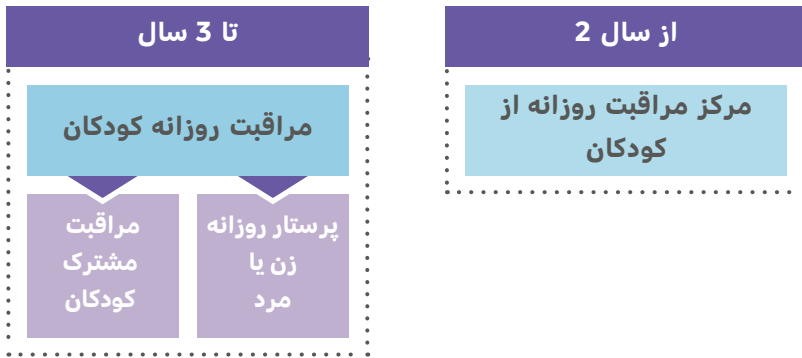 از سال 2
مرکز مراقبت روزانه از
کودکان
تا 3 سال
مراقبت روزانه کودکان
پرستار روزانه
زن یا
مرد
مراقبت
مشترک
کودکان